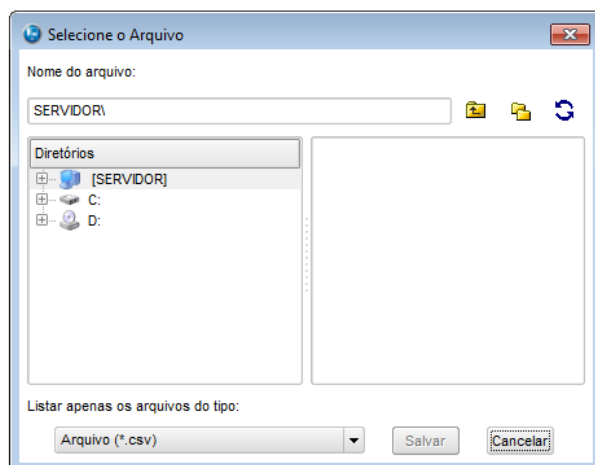 Selecione o Arquivo
Nome do arquivo:
SERVIDOR\
Diretórios
[SERVIDOR]
C:
D:
Listar apenas os arquivos do tipo:
Arquivo (*.csv)
Salvar
Cancelar